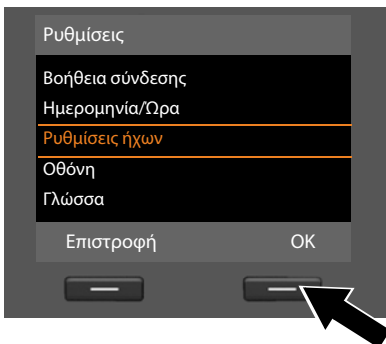 Ρυθμίσεις
Βοήθεια σύνδεσης
Ημερομηνία/Ώρα
Ρυθμίσεις ήχων
Οθόνη
Γλώσσα
Επιστροφή OK